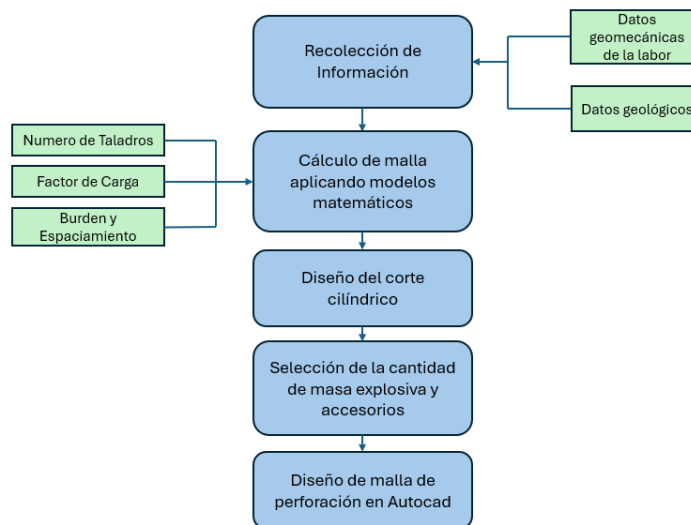 Recolección de
Información
Datos
geomecánicas
de la labor
Datos geológicos
Numero de Taladros
Factor de Carga
Burden y
Espaciamiento
Cálculo de malla
aplicando modelos
matemáticos
Diseño del corte
cilíndrico
Selección de la cantidad
de masa explosiva y
accesorios
Diseño de malla de
perforación en Autocad